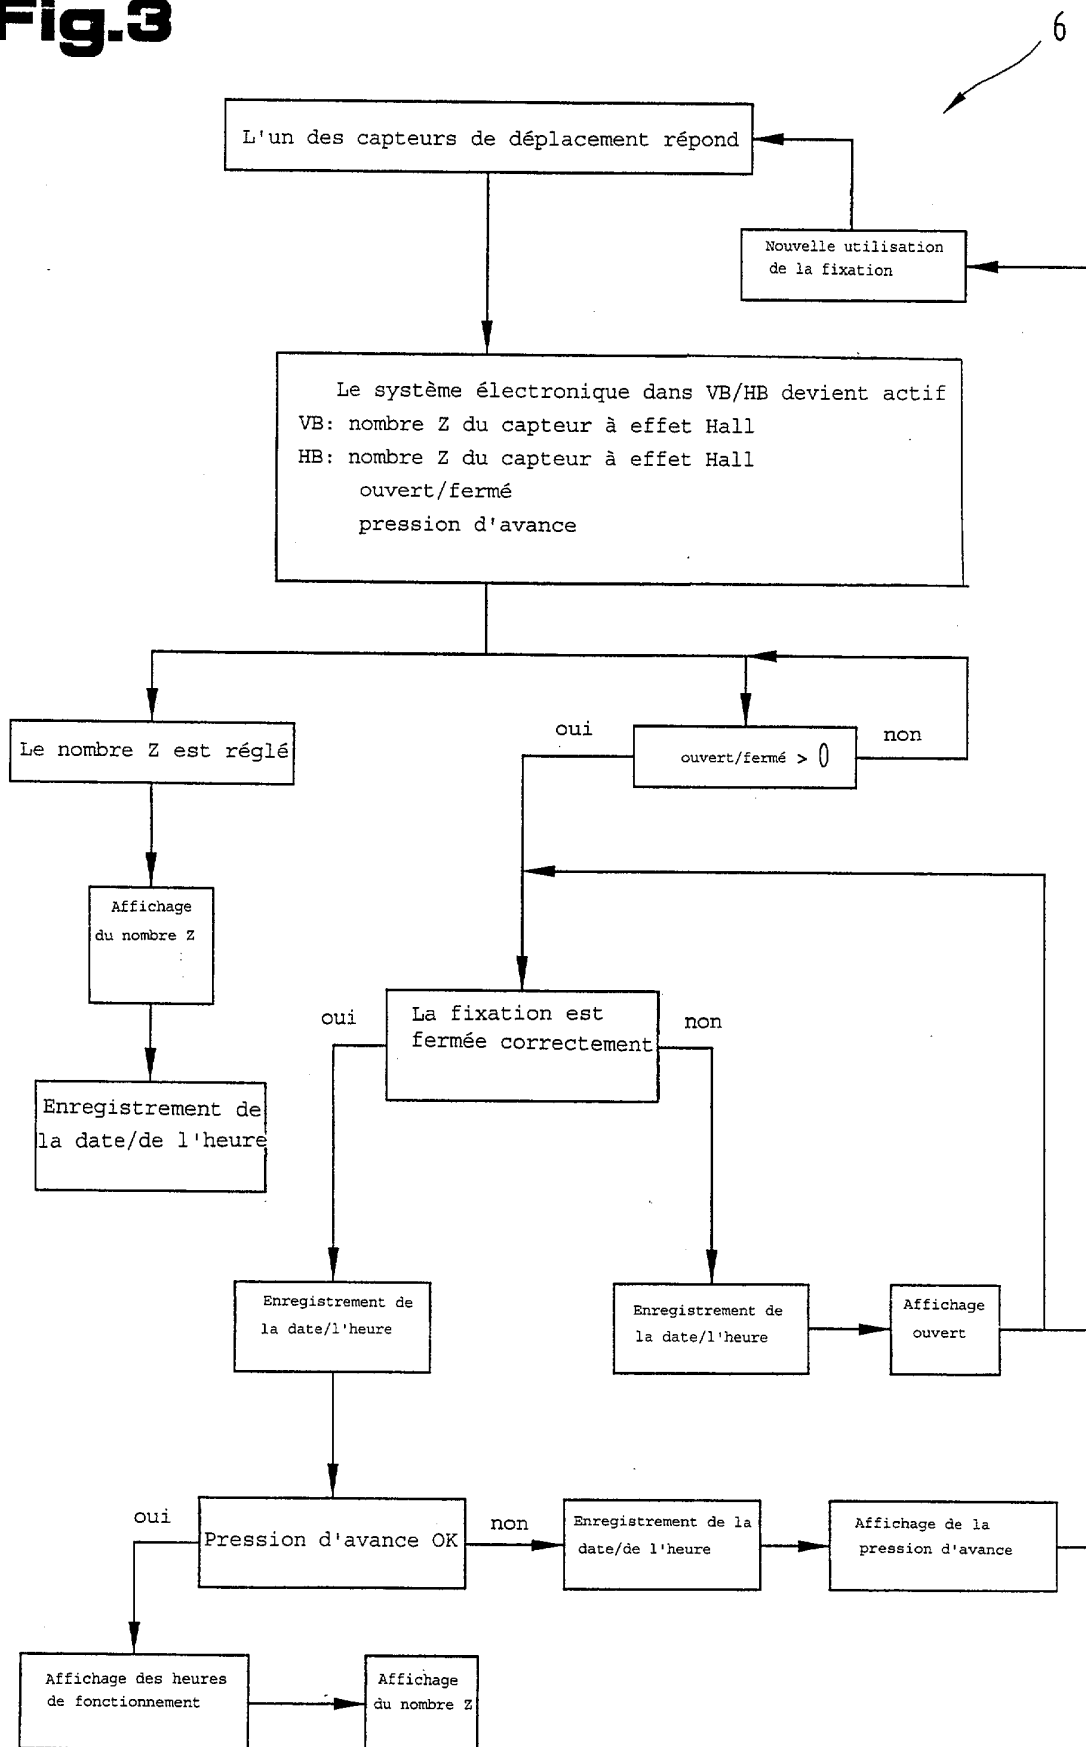 Fig.3
6
L'un des capteurs de déplacement répond
Nouvelle utilisation
de la fixation
Le système électronique dans VB/HB devient actif
VB: nombre Z du capteur à effet Hall
HB: nombre Z du capteur à effet Hall
ouvert/fermé
pression d'avance
Le nombre Z est réglé
oui
ouvert/fermé > 0
non
Affichage
du nombre Z
Enregistrement de
la date/de l'heure
oui
La fixation est
fermée correctement
non
Enregistrement de
la date/l'heure
Enregistrement de
la date/l'heure
Affichage
ouvert
oui
Pression d'avance OK
non
Enregistrement de la
date/de l'heure
Affichage de la
pression d'avance
Affichage des heures
de fonctionnement
Affichage
du nombre Z